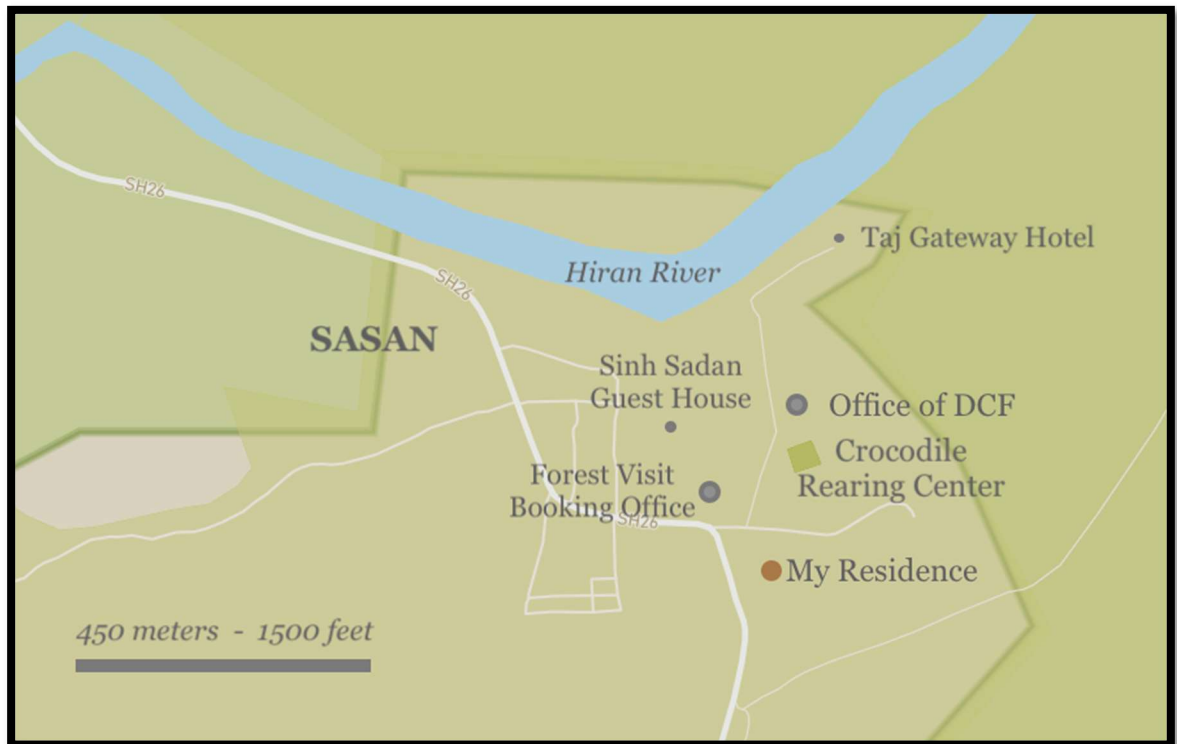 SH26
Taj Gateway Hotel
Hiran River
SH26
SASAN
Sinh Sadan
Guest House
Office of DCF
Crocodile
Rearing Center
Forest Visit
Booking Office
SH26
My Residence
450 meters - 1500 feet